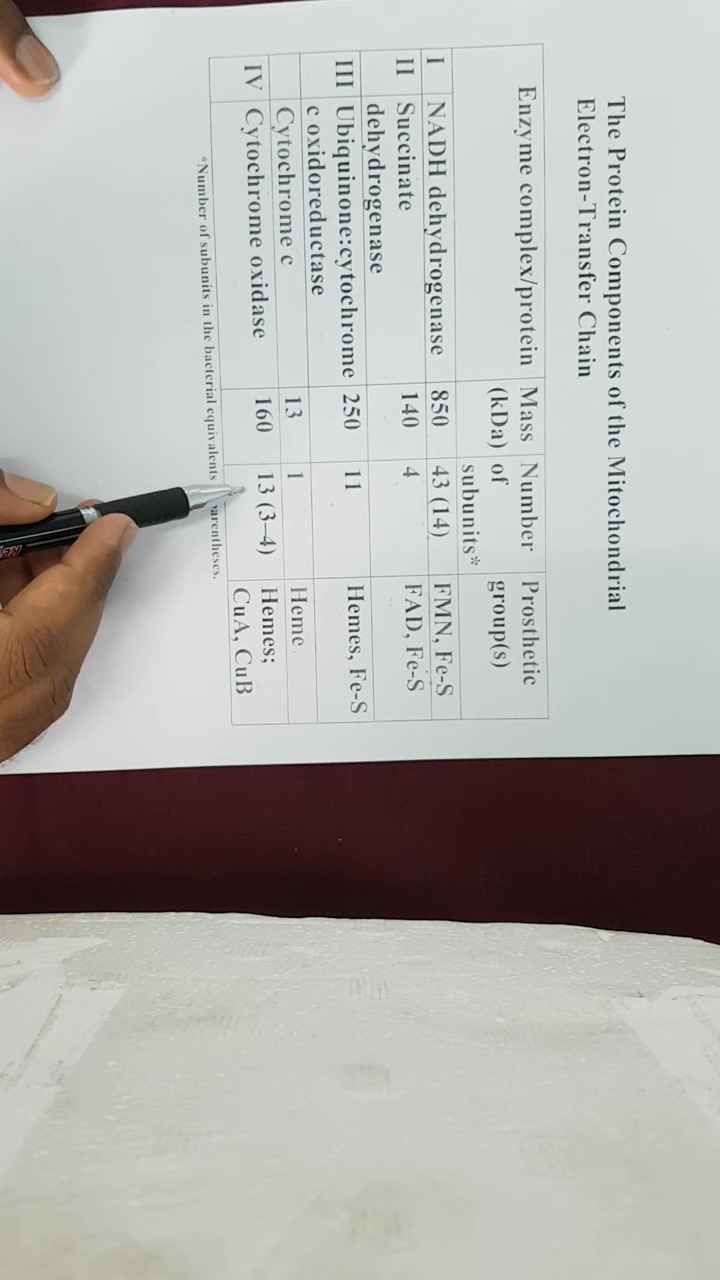 The Protein Components of the Mitochondrial
Electron-Transfer Chain
Enzyme complex/protein Mass (kDa) Number of subunits* Prosthetic group(s)
I NADH dehydrogenase 850 43 (14) FMN, Fe-S
II Succinate dehydrogenase 140 4 FAD, Fe-S
III Ubiquinone:cytochrome c oxidoreductase 250 11 Hemes, Fe-S
Cytochrome c 13 1 Heme
IV Cytochrome oxidase 160 13 (3–4) Hemes; CuA, CuB
*Number of subunits in the bacterial equivalents parentheses.